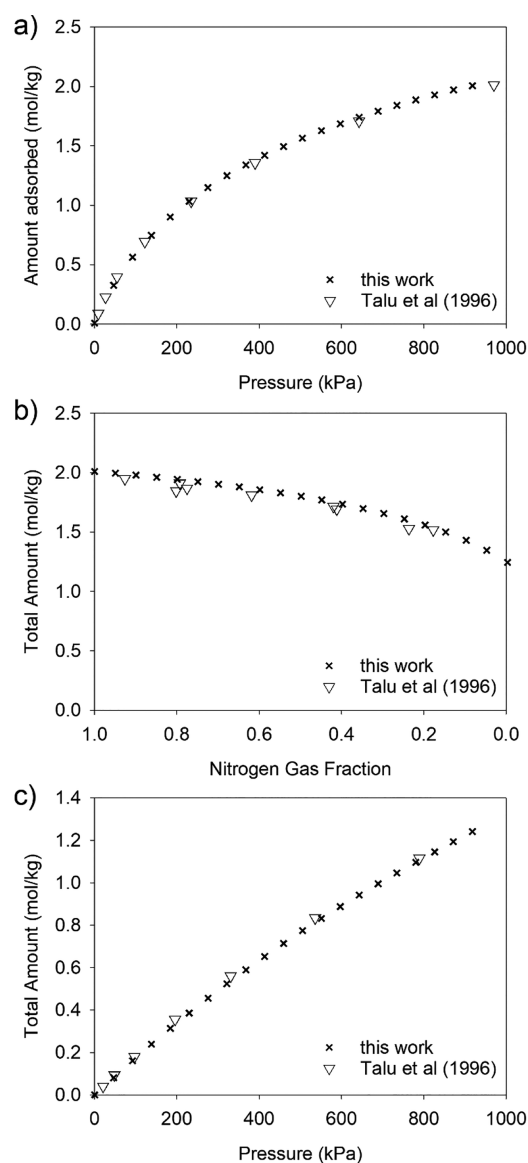 a)
2.5
2.0
1.5
1.0
0.5
0.0
Amount adsorbed (mol/kg)
× this work
▽ Talu et al (1996)
0 200 400 600 800 1000
Pressure (kPa)
b)
2.5
2.0
1.5
1.0
0.5
0.0
Total Amount (mol/kg)
× this work
▽ Talu et al (1996)
1.0 0.8 0.6 0.4 0.2 0.0
Nitrogen Gas Fraction
c)
1.4
1.2
1.0
0.8
0.6
0.4
0.2
0.0
Total Amount (mol/kg)
× this work
▽ Talu et al (1996)
0 200 400 600 800 1000
Pressure (kPa)